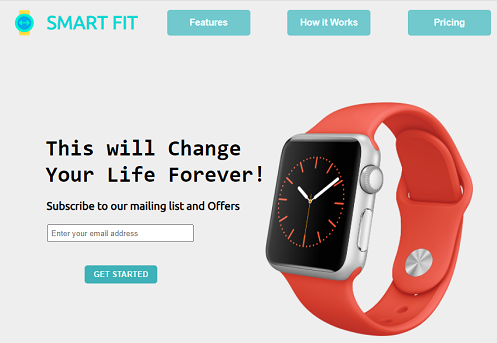 SMART FIT
Features
How It Works
Pricing
This will Change
Your Life Forever!
Subscribe to our mailing list and Offers
Enter your email address
GET STARTED